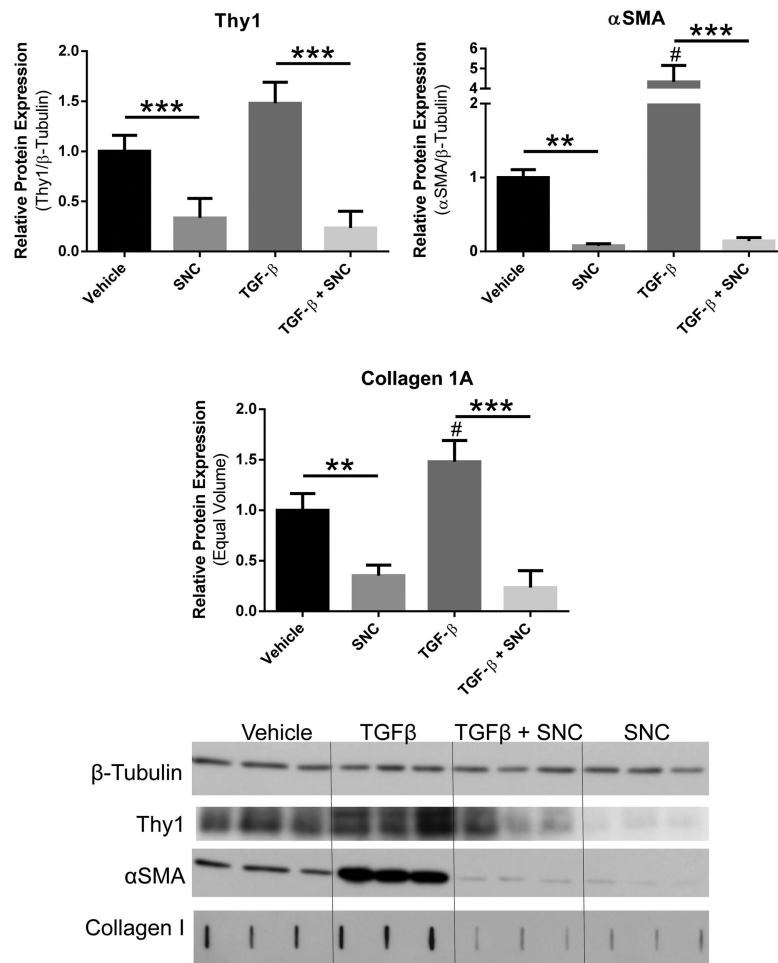 Thy1
Relative Protein Expression
(Thy1/β-Tubulin)
2.0
1.5
1.0
0.5
0.0
***
***
Vehicle
SNC
TGF-β
TGF-β + SNC
αSMA
Relative Protein Expression
(αSMA/β-Tubulin)
6
5
4
2
2
1
0
**
#
***
Vehicle
SNC
TGF-β
TGF-β + SNC
Collagen 1A
Relative Protein Expression
(Equal Volume)
2.0
1.5
1.0
0.5
0.0
**
#
***
Vehicle
SNC
TGF-β
TGF-β + SNC
Vehicle TGFβ TGFβ + SNC SNC
β-Tubulin
Thy1
αSMA
Collagen I